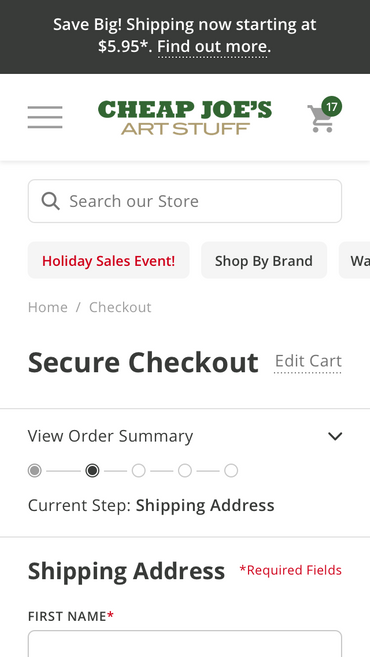 Save Big! Shipping now starting at
$5.95*. Find out more.
CHEAP JOE'S
ART STUFF
17
Search our Store
Holiday Sales Event!
Shop By Brand
Wa
Home / Checkout
Secure Checkout
Edit Cart
View Order Summary
Current Step: Shipping Address
Shipping Address
*Required Fields
FIRST NAME*